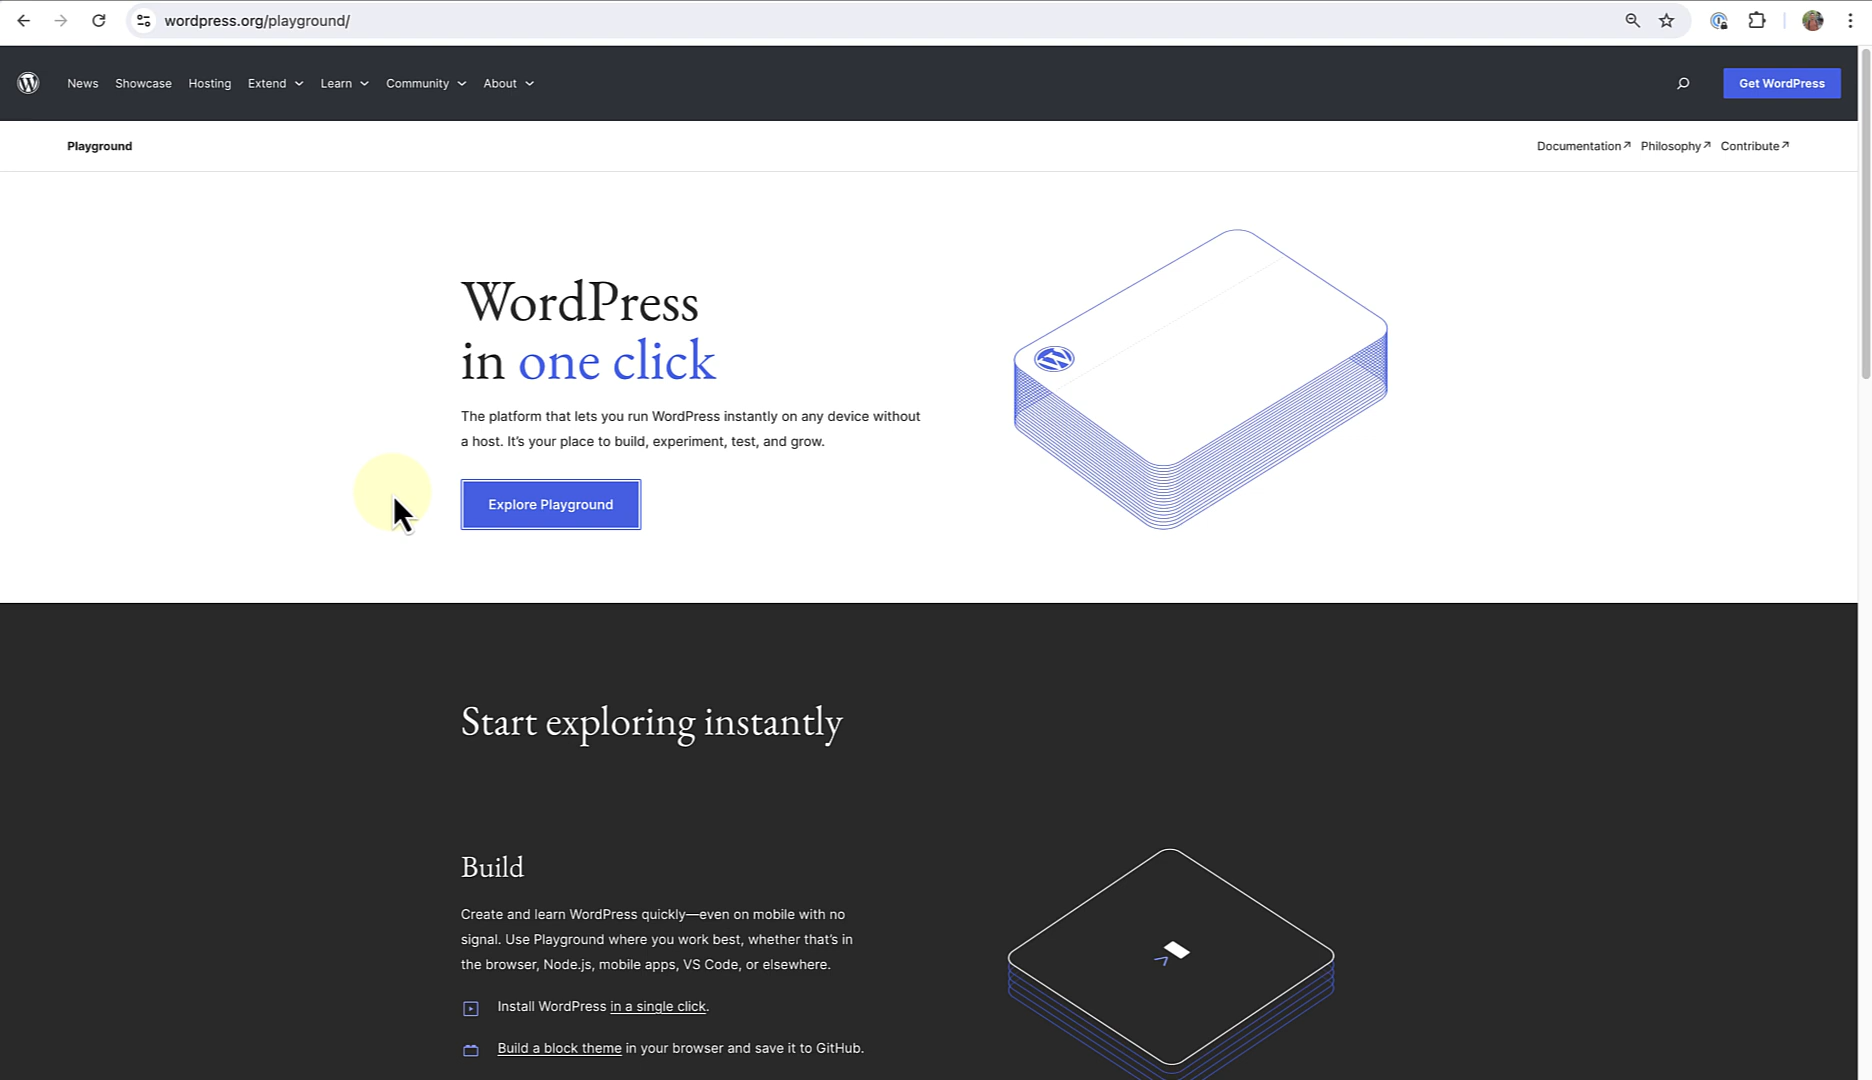 wordpress.org/playground/
News Showcase Hosting Extend Learn Community About Get WordPress
Playground Documentation↗ Philosophy↗ Contribute↗
WordPress
in one click
The platform that lets you run WordPress instantly on any device without
a host. It’s your place to build, experiment, test, and grow.
Explore Playground
Start exploring instantly
Build
Create and learn WordPress quickly—even on mobile with no
signal. Use Playground where you work best, whether that’s in
the browser, Node.js, mobile apps, VS Code, or elsewhere.
Install WordPress in a single click.
Build a block theme in your browser and save it to GitHub.